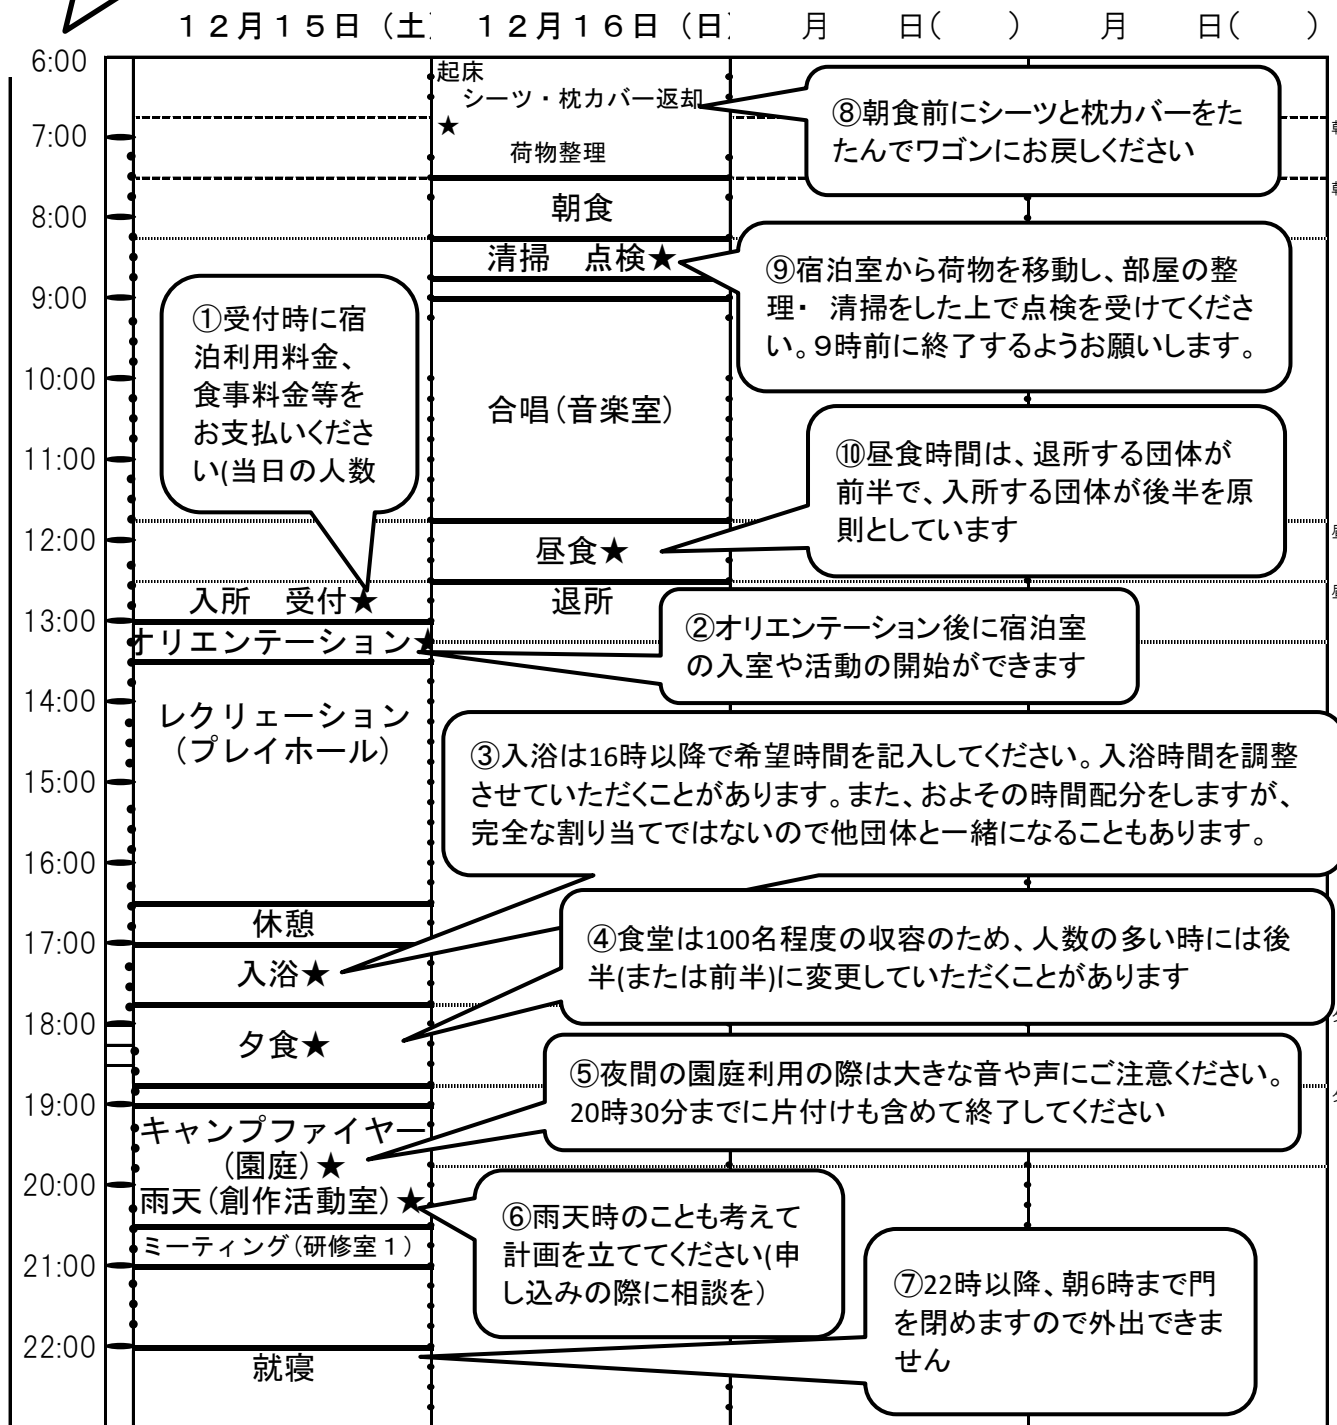 １２月１５日（土 １２月１６日（日 月 日( ) 月 日( )
6:00
7:00
8:00
9:00
10:00
11:00
12:00
13:00
14:00
15:00
16:00
17:00
18:00
19:00
20:00
21:00
22:00
①受付時に宿
泊利用料金、
食事料金等を
お支払いくださ
い(当日の人数
入所 受付★
オリエンテーション★
レクリェーション
（プレイホール）
休憩
入浴★
夕食★
キャンプファイヤー
(園庭)★
雨天(創作活動室)★
ミーティング(研修室１)
就寝
起床
シーツ・枕カバー返却
★
荷物整理
朝食
清掃 点検★
合唱(音楽室)
昼食★
退所
⑧朝食前にシーツと枕カバーをた
たんでワゴンにお戻しください
⑨宿泊室から荷物を移動し、部屋の整
理・ 清掃をした上で点検を受けてくださ
い。９時前に終了するようお願いします。
⑩昼食時間は、退所する団体が
前半で、入所する団体が後半を原
則としています
②オリエンテーション後に宿泊室
の入室や活動の開始ができます
③入浴は16時以降で希望時間を記入してください。入浴時間を調整
させていただくことがあります。また、およその時間配分をしますが、
完全な割り当てではないので他団体と一緒になることもあります。
④食堂は100名程度の収容のため、人数の多い時には後
半(または前半)に変更していただくことがあります
⑤夜間の園庭利用の際は大きな音や声にご注意ください。
20時30分までに片付けも含めて終了してください
⑥雨天時のことも考えて
計画を立ててください(申
し込みの際に相談を)
⑦22時以降、朝6時まで門
を閉めますので外出できま
せん